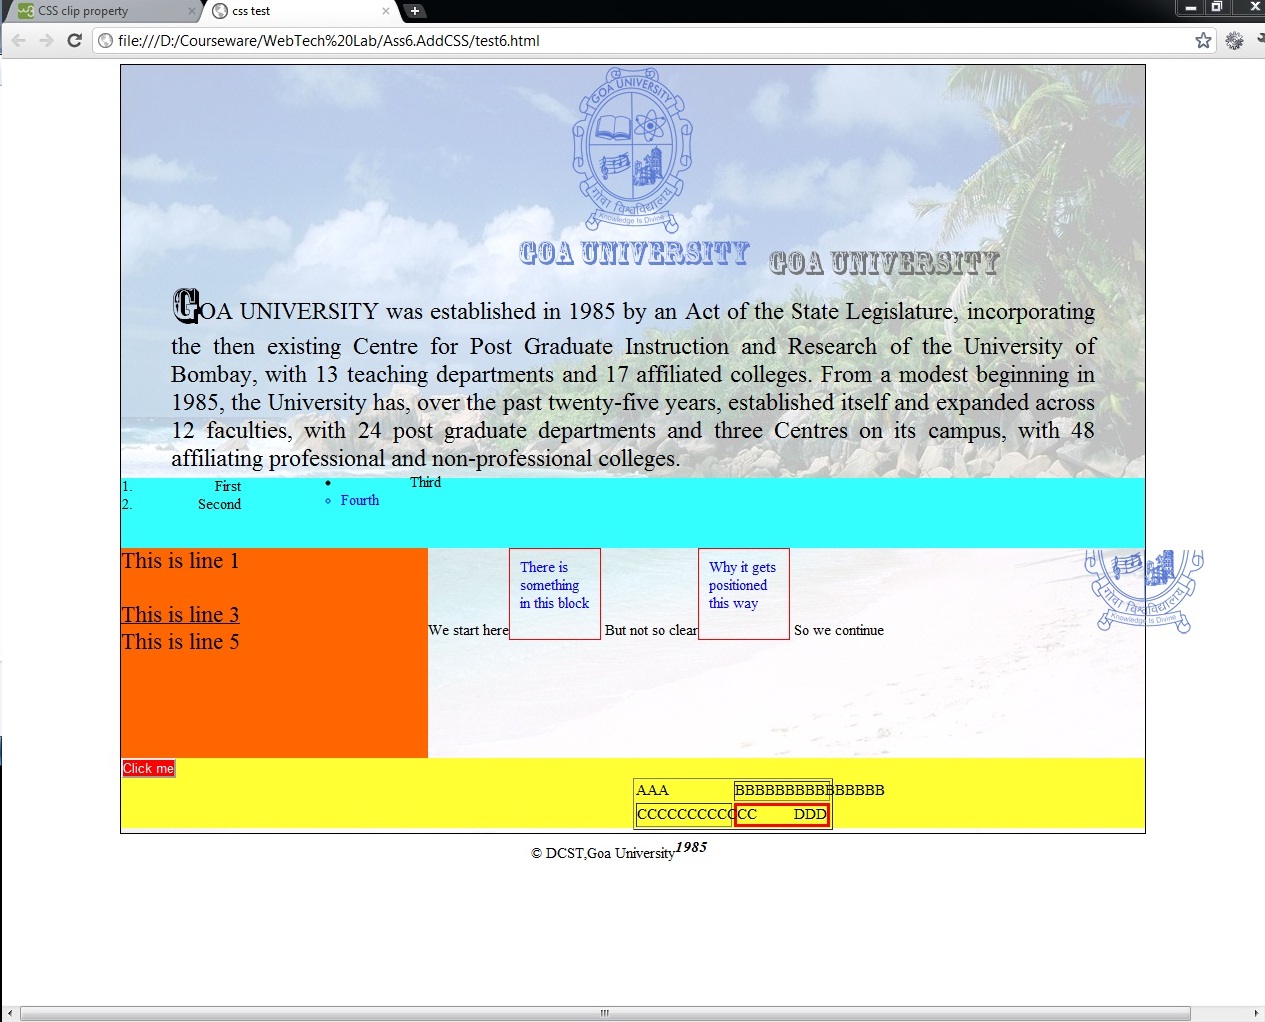 CSS clip property
css test
file:///D:/Courseware/WebTech%20Lab/Ass6.AddCSS/test6.html
GOA UNIVERSITY
गोंय विश्वविद्यालय
Knowledge Is Divine
GOA UNIVERSITY GOA UNIVERSITY
GOA UNIVERSITY was established in 1985 by an Act of the State Legislature, incorporating
the then existing Centre for Post Graduate Instruction and Research of the University of
Bombay, with 13 teaching departments and 17 affiliated colleges. From a modest beginning in
1985, the University has, over the past twenty-five years, established itself and expanded across
12 faculties, with 24 post graduate departments and three Centres on its campus, with 48
affiliating professional and non-professional colleges.
1. First
2. Second
• Third
◦ Fourth
This is line 1
This is line 3
This is line 5
We start here
There is
something
in this block
But not so clear
Why it gets
positioned
this way
So we continue
गोंय विश्वविद्यालय
Knowledge Is Divine
Click me
AAA BBBBBBBBBBBBBBB
CCCCCCCCCCCC DDD
© DCST,Goa University1985